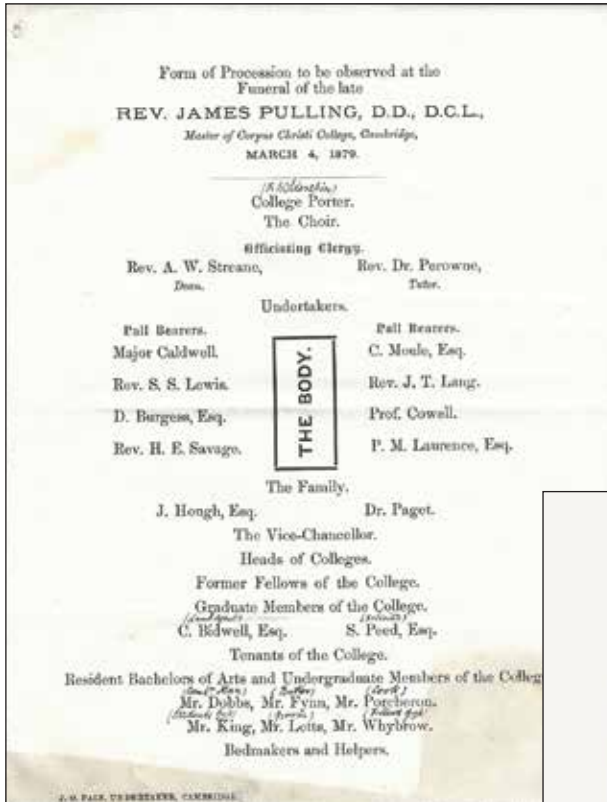 Form of Procession to be observed at the
Funeral of the late
REV. JAMES PULLING, D.D., D.C.L.,
Master of Corpus Christi College, Cambridge,
MARCH 4, 1879.
College Porter.
The Choir.
Officiating Clergy.
Rev. A. W. Streane, Rev. Dr. Perowne,
Dean. Tutor.
Undertakers.
Pall Bearers. Pall Bearers.
Major Caldwell. C. Moule, Esq.
Rev. S. S. Lewis. Rev. J. T. Lang.
THE BODY.
D. Burgess, Esq. Prof. Cowell.
Rev. H. E. Savage. P. M. Laurence, Esq.
The Family.
J. Hough, Esq. Dr. Paget.
The Vice-Chancellor.
Heads of Colleges.
Former Fellows of the College.
Graduate Members of the College.
C. Bidwell, Esq. S. Peed, Esq.
Tenants of the College.
Resident Bachelors of Arts and Undergraduate Members of the Colleg
(Butler) (Cook)
Mr. Dobbs, Mr. Fynn, Mr. Porcheron.
Mr. King, Mr. Letts, Mr. Whybrow.
Bedmakers and Helpers.
J. O. PAGE, UNDERTAKER, CAMBRIDGE.